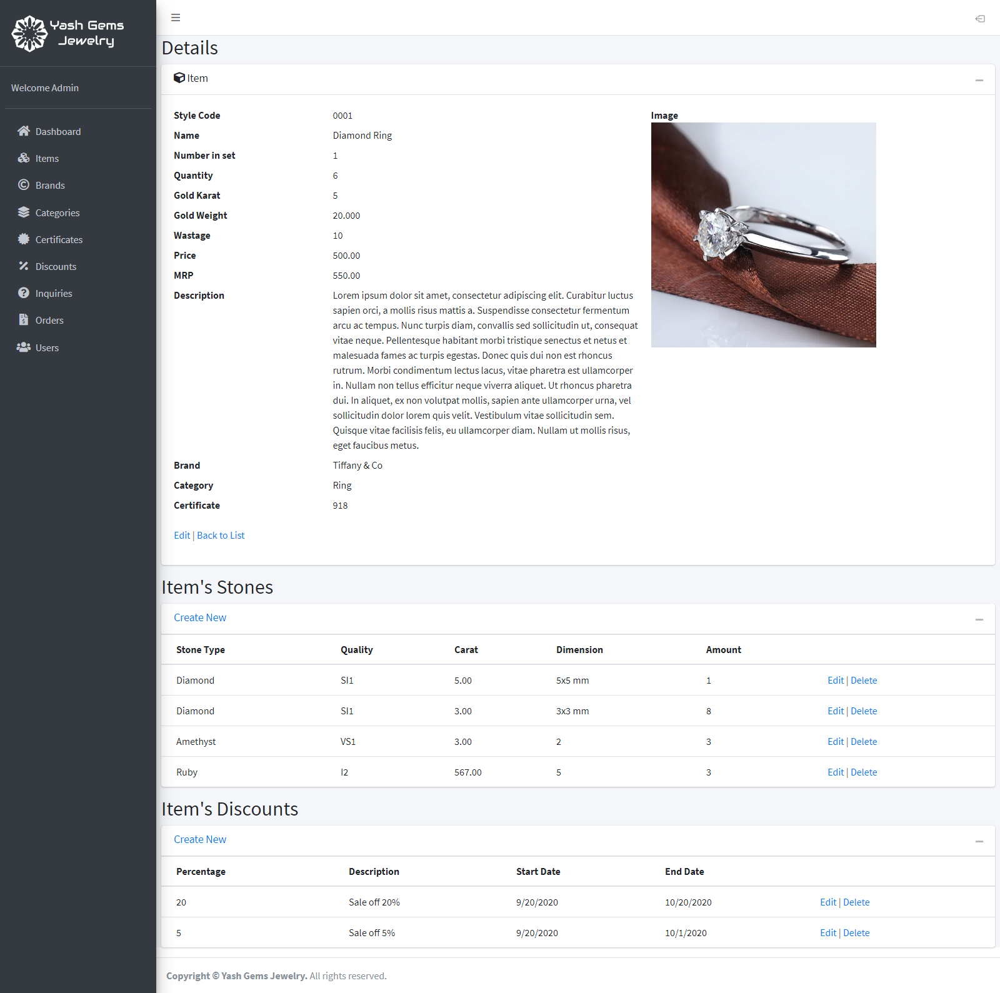 Yash Gems
Jewelry
Welcome Admin
Dashboard
Items
Brands
Categories
Certificates
Discounts
Inquiries
Orders
Users
Details
Item
Style Code 0001
Name Diamond Ring
Number in set 1
Quantity 6
Gold Karat 5
Gold Weight 20.000
Wastage 10
Price 500.00
MRP 550.00
Description Lorem ipsum dolor sit amet, consectetur adipiscing elit. Curabitur luctus
sapien orci, a mollis risus mattis a. Suspendisse consectetur fermentum
arcu ac tempus. Nunc turpis diam, convallis sed sollicitudin ut, consequat
vitae neque. Pellentesque habitant morbi tristique senectus et netus et
malesuada fames ac turpis egestas. Donec quis dui non est rhoncus
rutrum. Morbi condimentum lectus lacus, vitae pharetra est ullamcorper
in. Nullam non tellus efficitur neque viverra aliquet. Ut rhoncus pharetra
dui. In aliquet, ex non volutpat mollis, sapien ante ullamcorper urna, vel
sollicitudin dolor lorem quis velit. Vestibulum vitae sollicitudin sem.
Quisque vitae facilisis felis, eu ullamcorper diam. Nullam ut mollis risus,
eget faucibus metus.
Brand Tiffany & Co
Category Ring
Certificate 918
Image
Edit | Back to List
Item's Stones
Create New
Stone Type Quality Carat Dimension Amount
Diamond SI1 5.00 5x5 mm 1 Edit | Delete
Diamond SI1 3.00 3x3 mm 8 Edit | Delete
Amethyst VS1 3.00 2 3 Edit | Delete
Ruby I2 567.00 5 3 Edit | Delete
Item's Discounts
Create New
Percentage Description Start Date End Date
20 Sale off 20% 9/20/2020 10/20/2020 Edit | Delete
5 Sale off 5% 9/20/2020 10/1/2020 Edit | Delete
Copyright © Yash Gems Jewelry. All rights reserved.